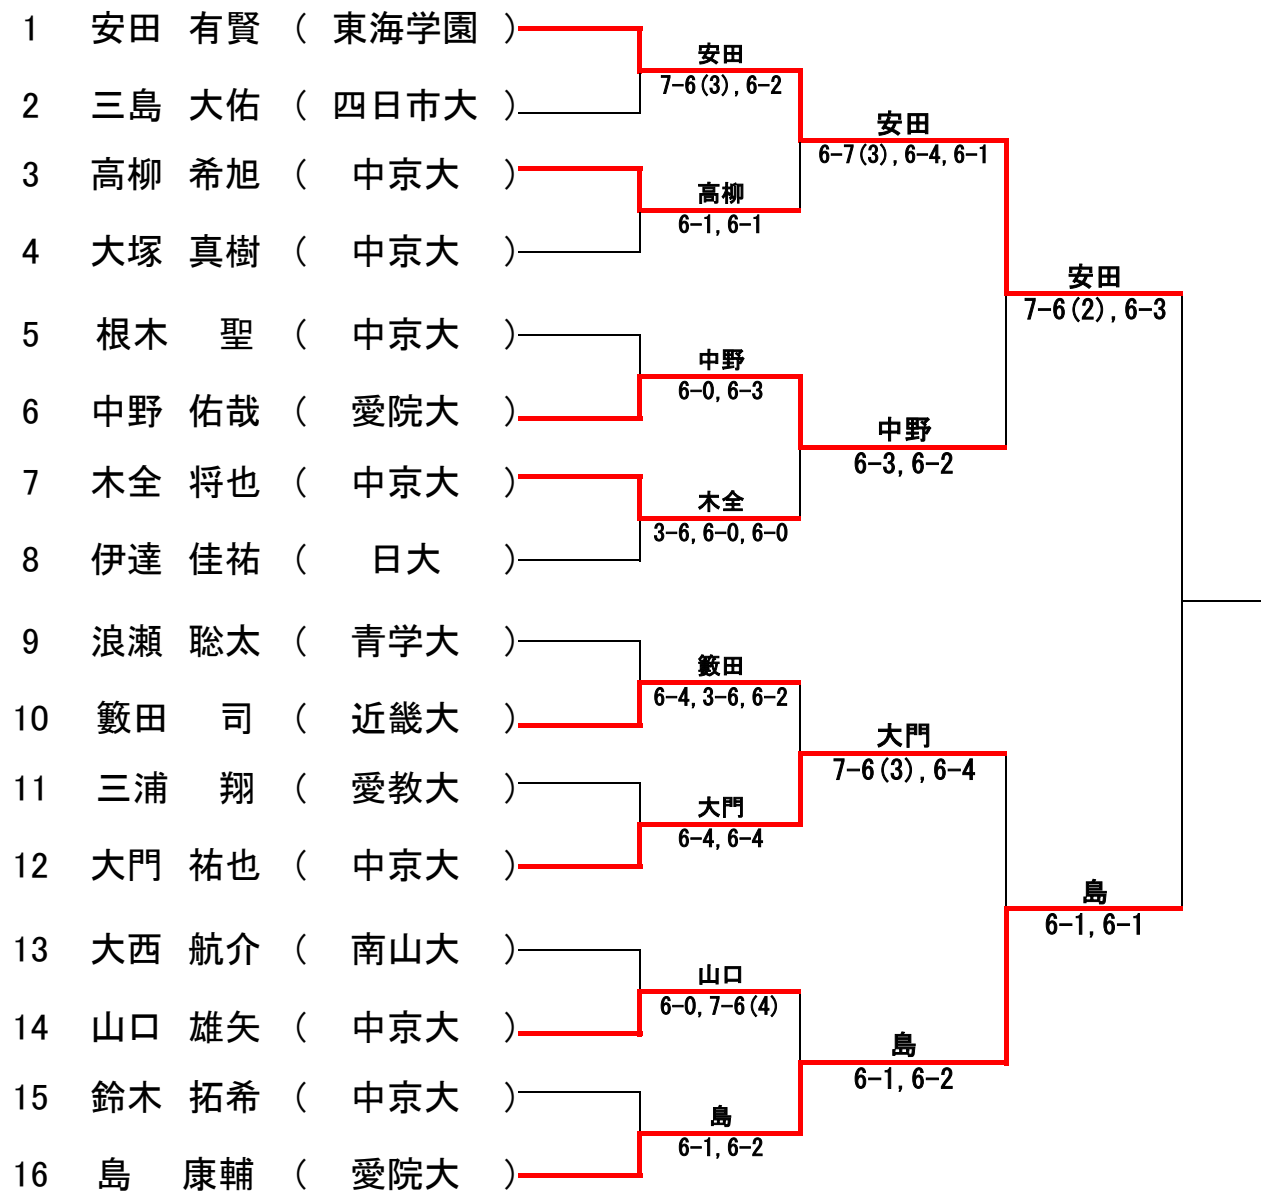 1 安田 有賢 ( 東海学園 )
安田
7-6(3), 6-2
2 三島 大佑 ( 四日市大 )
安田
6-7(3), 6-4, 6-1
3 高柳 希旭 ( 中京大 )
高柳
6-1, 6-1
4 大塚 真樹 ( 中京大 )
安田
7-6(2), 6-3
5 根木 聖 ( 中京大 )
中野
6-0, 6-3
6 中野 佑哉 ( 愛院大 )
中野
6-3, 6-2
7 木全 将也 ( 中京大 )
木全
3-6, 6-0, 6-0
8 伊達 佳祐 ( 日大 )
9 浪瀬 聡太 ( 青学大 )
籔田
6-4, 3-6, 6-2
10 籔田 司 ( 近畿大 )
大門
7-6(3), 6-4
11 三浦 翔 ( 愛教大 )
大門
6-4, 6-4
12 大門 祐也 ( 中京大 )
島
6-1, 6-1
13 大西 航介 ( 南山大 )
山口
6-0, 7-6(4)
14 山口 雄矢 ( 中京大 )
島
6-1, 6-2
15 鈴木 拓希 ( 中京大 )
島
6-1, 6-2
16 島 康輔 ( 愛院大 )